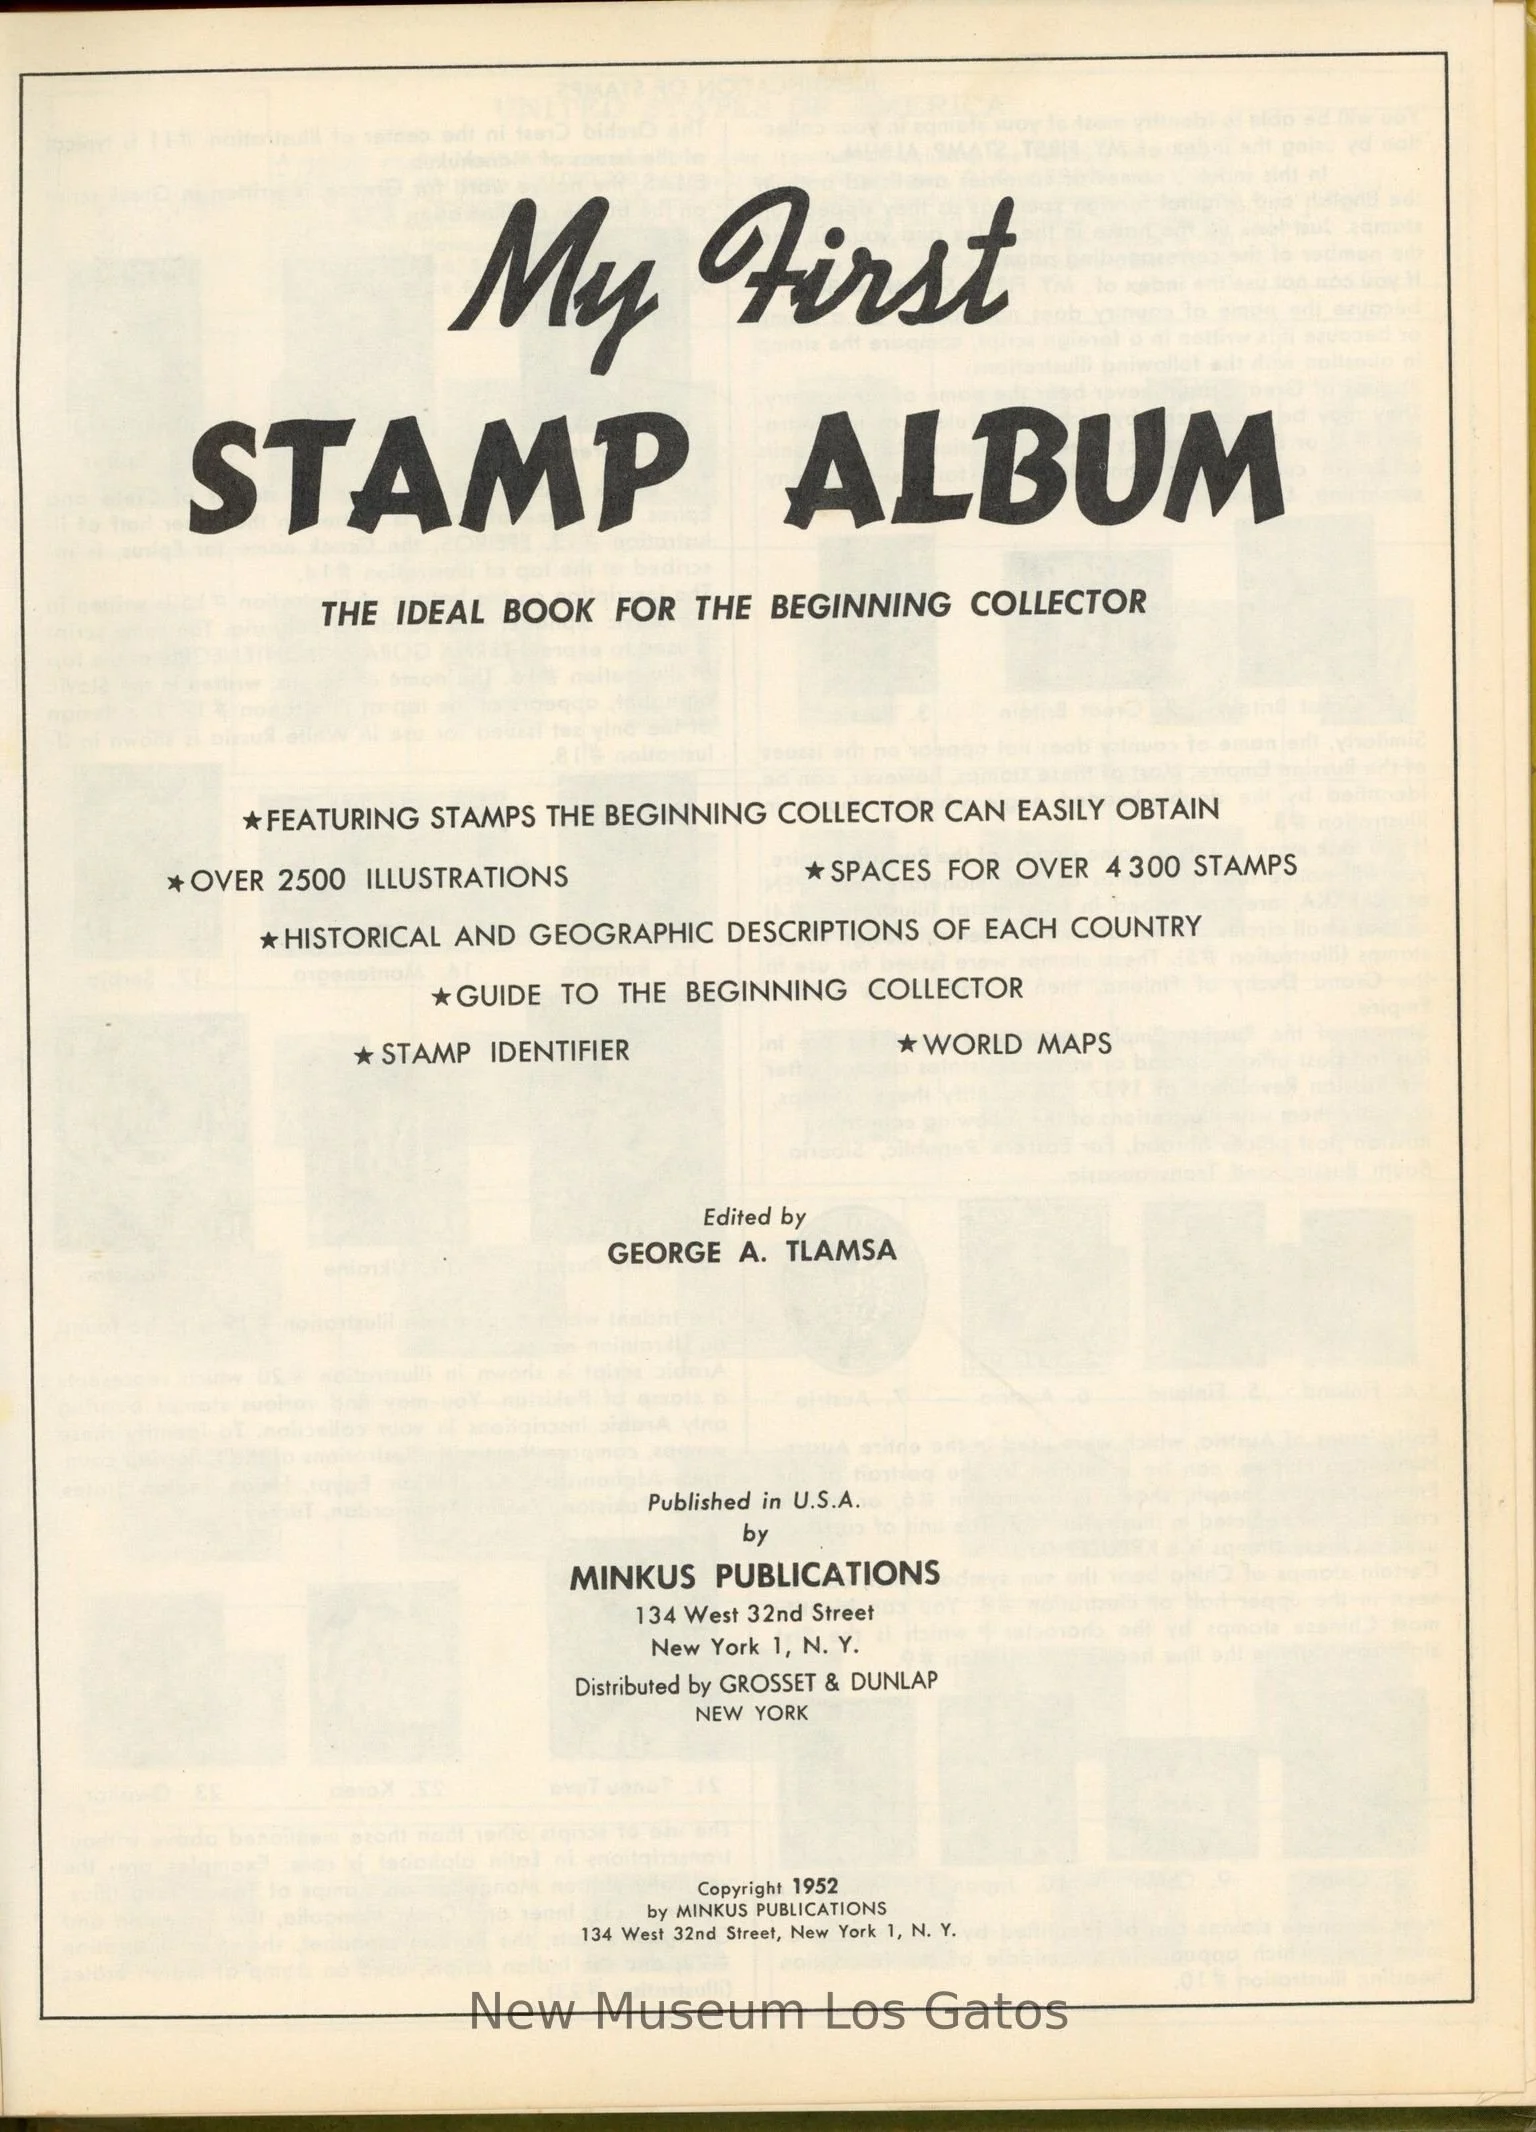 My First
STAMP ALBUM
THE IDEAL BOOK FOR THE BEGINNING COLLECTOR
★FEATURING STAMPS THE BEGINNING COLLECTOR CAN EASILY OBTAIN
★OVER 2500 ILLUSTRATIONS ★SPACES FOR OVER 4300 STAMPS
★HISTORICAL AND GEOGRAPHIC DESCRIPTIONS OF EACH COUNTRY
★GUIDE TO THE BEGINNING COLLECTOR
★STAMP IDENTIFIER ★WORLD MAPS
Edited by
GEORGE A. TLAMSA
Published in U.S.A.
by
MINKUS PUBLICATIONS
134 West 32nd Street
New York 1, N. Y.
Distributed by GROSSET & DUNLAP
NEW YORK
Copyright 1952
by MINKUS PUBLICATIONS
134 West 32nd Street, New York 1, N. Y.
New Museum Los Gatos